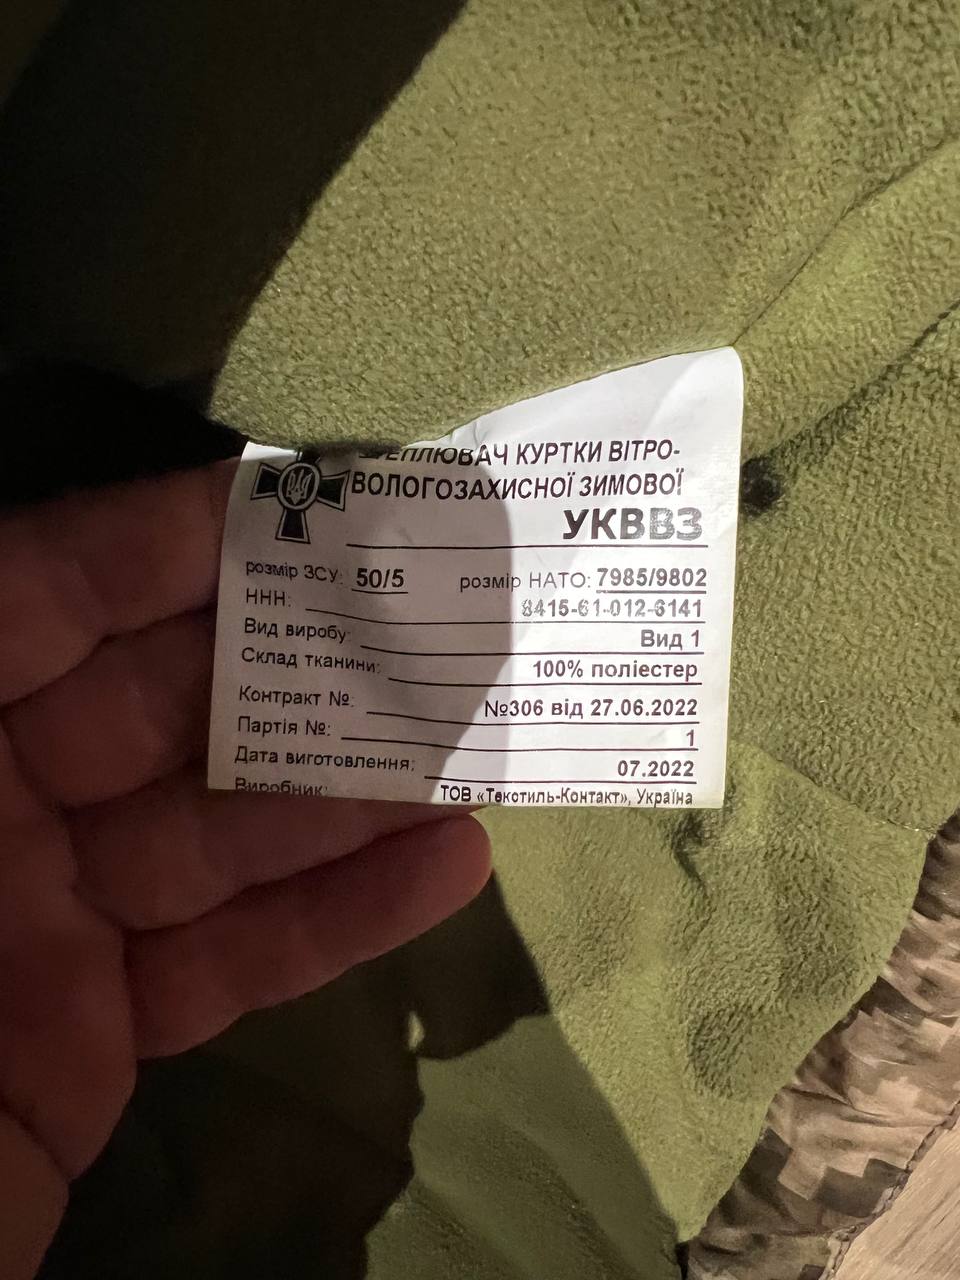 УТЕПЛЮВАЧ КУРТКИ ВІТРО-
ВОЛОГОЗАХИСНОЇ ЗИМОВОЇ
УКВВЗ
розмір ЗСУ: 50/5 розмір НАТО: 7985/9802
ННН: 8415-61-012-6141
Вид виробу: Вид 1
Склад тканини: 100% поліестер
Контракт №: №306 від 27.06.2022
Партія №: 1
Дата виготовлення: 07.2022
Виробник: ТОВ «Текстиль-Контакт», Україна